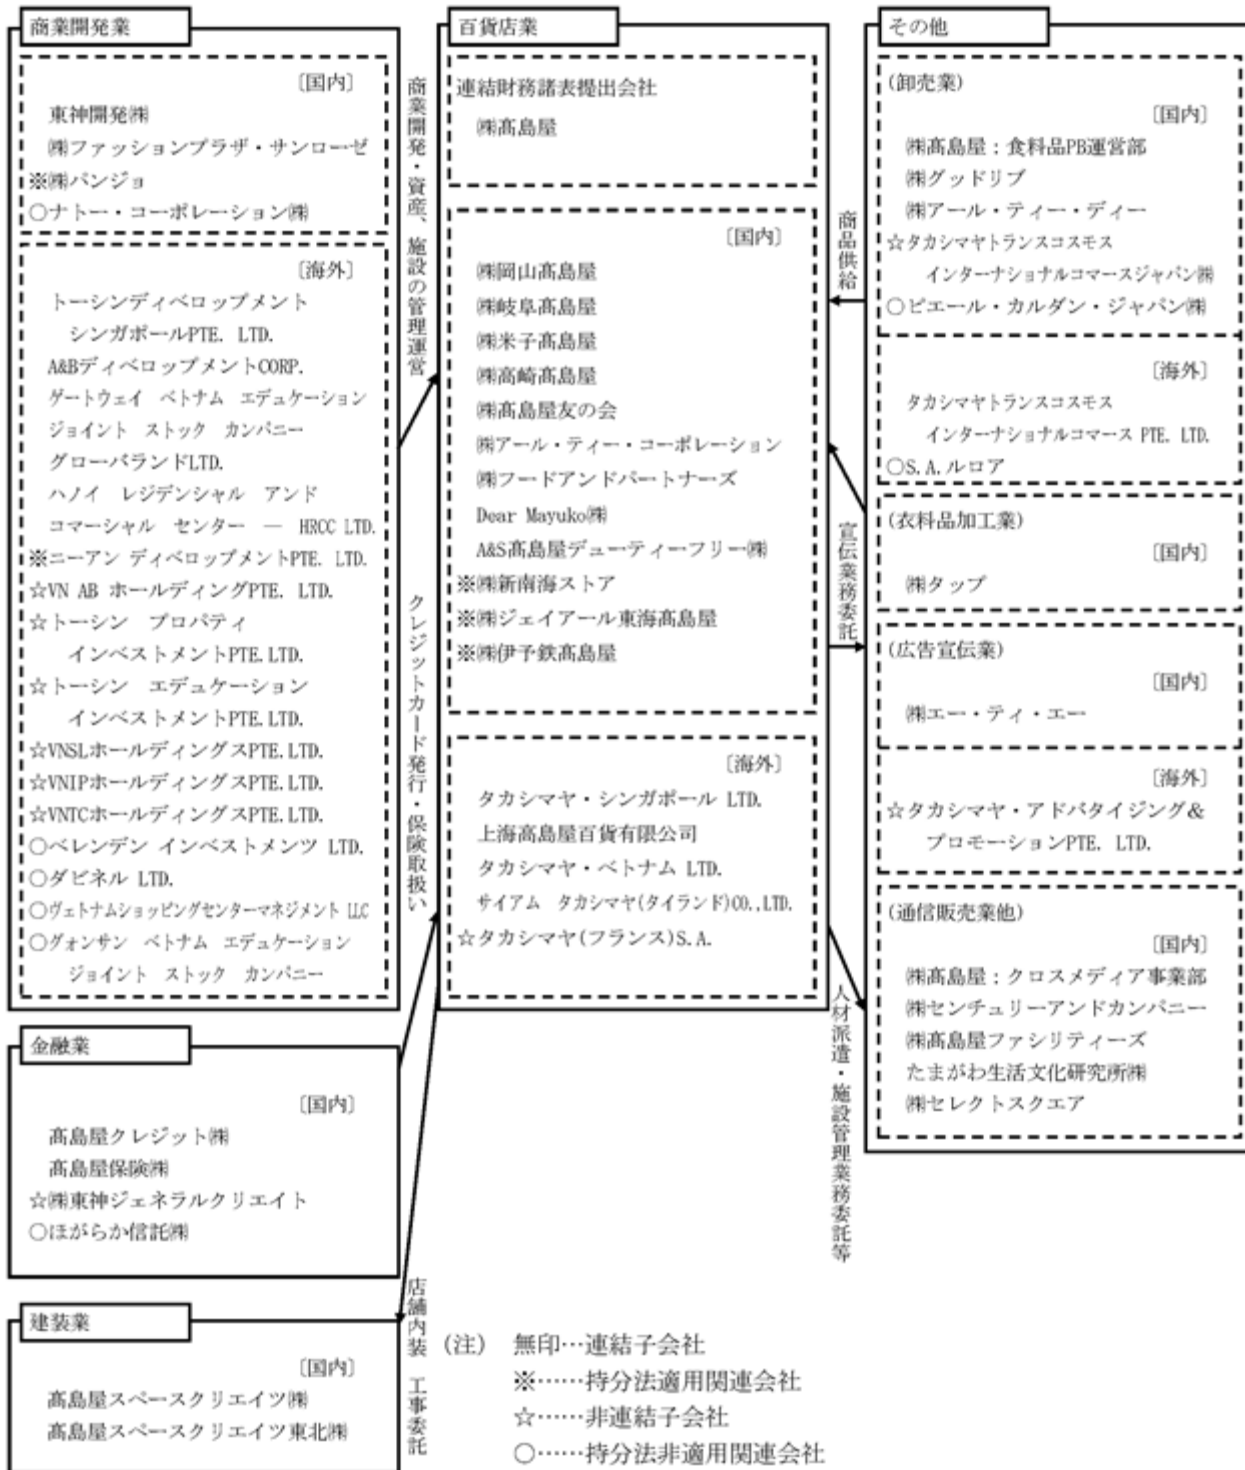 商業開発業
〔国内〕
東神開発㈱
㈱ファッションプラザ・サンローゼ
※㈱パンジョ
○ナトー・コーポレーション㈱
〔海外〕
トーシンディベロップメント
シンガポールPTE. LTD.
A&BディベロップメントCORP.
ゲートウェイ ベトナム エデュケーション
ジョイント ストック カンパニー
グローバランドLTD.
ハノイ レジデンシャル アンド
コマーシャル センター ― HRCC LTD.
※ニーアン ディベロップメントPTE. LTD.
☆VN AB ホールディングPTE. LTD.
☆トーシン プロパティ
インベストメントPTE.LTD.
☆トーシン エデュケーション
インベストメントPTE.LTD.
☆VNSLホールディングスPTE.LTD.
☆VNIPホールディングスPTE.LTD.
☆VNTCホールディングスPTE.LTD.
○ベレンデン インベストメンツ LTD.
○ダビネル LTD.
○ヴェトナムショッピングセンターマネジメント LLC
○グォンサン ベトナム エデュケーション
ジョイント ストック カンパニー
金融業
〔国内〕
髙島屋クレジット㈱
髙島屋保険㈱
☆㈱東神ジェネラルクリエイト
○ほがらか信託㈱
建装業
〔国内〕
髙島屋スペースクリエイツ㈱
髙島屋スペースクリエイツ東北㈱
商業開発・資産、施設の管理運営
クレジットカード発行・保険取扱い
店舗内装 工事委託
百貨店業
連結財務諸表提出会社
㈱髙島屋
〔国内〕
㈱岡山髙島屋
㈱岐阜髙島屋
㈱米子髙島屋
㈱高崎髙島屋
㈱髙島屋友の会
㈱アール・ティー・コーポレーション
㈱フードアンドパートナーズ
Dear Mayuko㈱
A&S髙島屋デューティーフリー㈱
※㈱新南海ストア
※㈱ジェイアール東海髙島屋
※㈱伊予鉄髙島屋
〔海外〕
タカシマヤ・シンガポール LTD.
上海高島屋百貨有限公司
タカシマヤ・ベトナム LTD.
サイアム タカシマヤ(タイランド)CO.,LTD.
☆タカシマヤ(フランス)S.A.
商品供給
宣伝業務委託
人材派遣・施設管理業務委託等
その他
(卸売業)
〔国内〕
㈱髙島屋：食料品PB運営部
㈱グッドリブ
㈱アール・ティー・ディー
☆タカシマヤトランスコスモス
インターナショナルコマースジャパン㈱
○ピエール・カルダン・ジャパン㈱
〔海外〕
タカシマヤトランスコスモス
インターナショナルコマース PTE. LTD.
○S.A.ルロア
(衣料品加工業)
〔国内〕
㈱タップ
(広告宣伝業)
〔国内〕
㈱エー・ティ・エー
〔海外〕
☆タカシマヤ・アドバタイジング&
プロモーションPTE. LTD.
(通信販売業他)
〔国内〕
㈱髙島屋：クロスメディア事業部
㈱センチュリーアンドカンパニー
㈱髙島屋ファシリティーズ
たまがわ生活文化研究所㈱
㈱セレクトスクエア
(注) 無印…連結子会社
※……持分法適用関連会社
☆……非連結子会社
○……持分法非適用関連会社